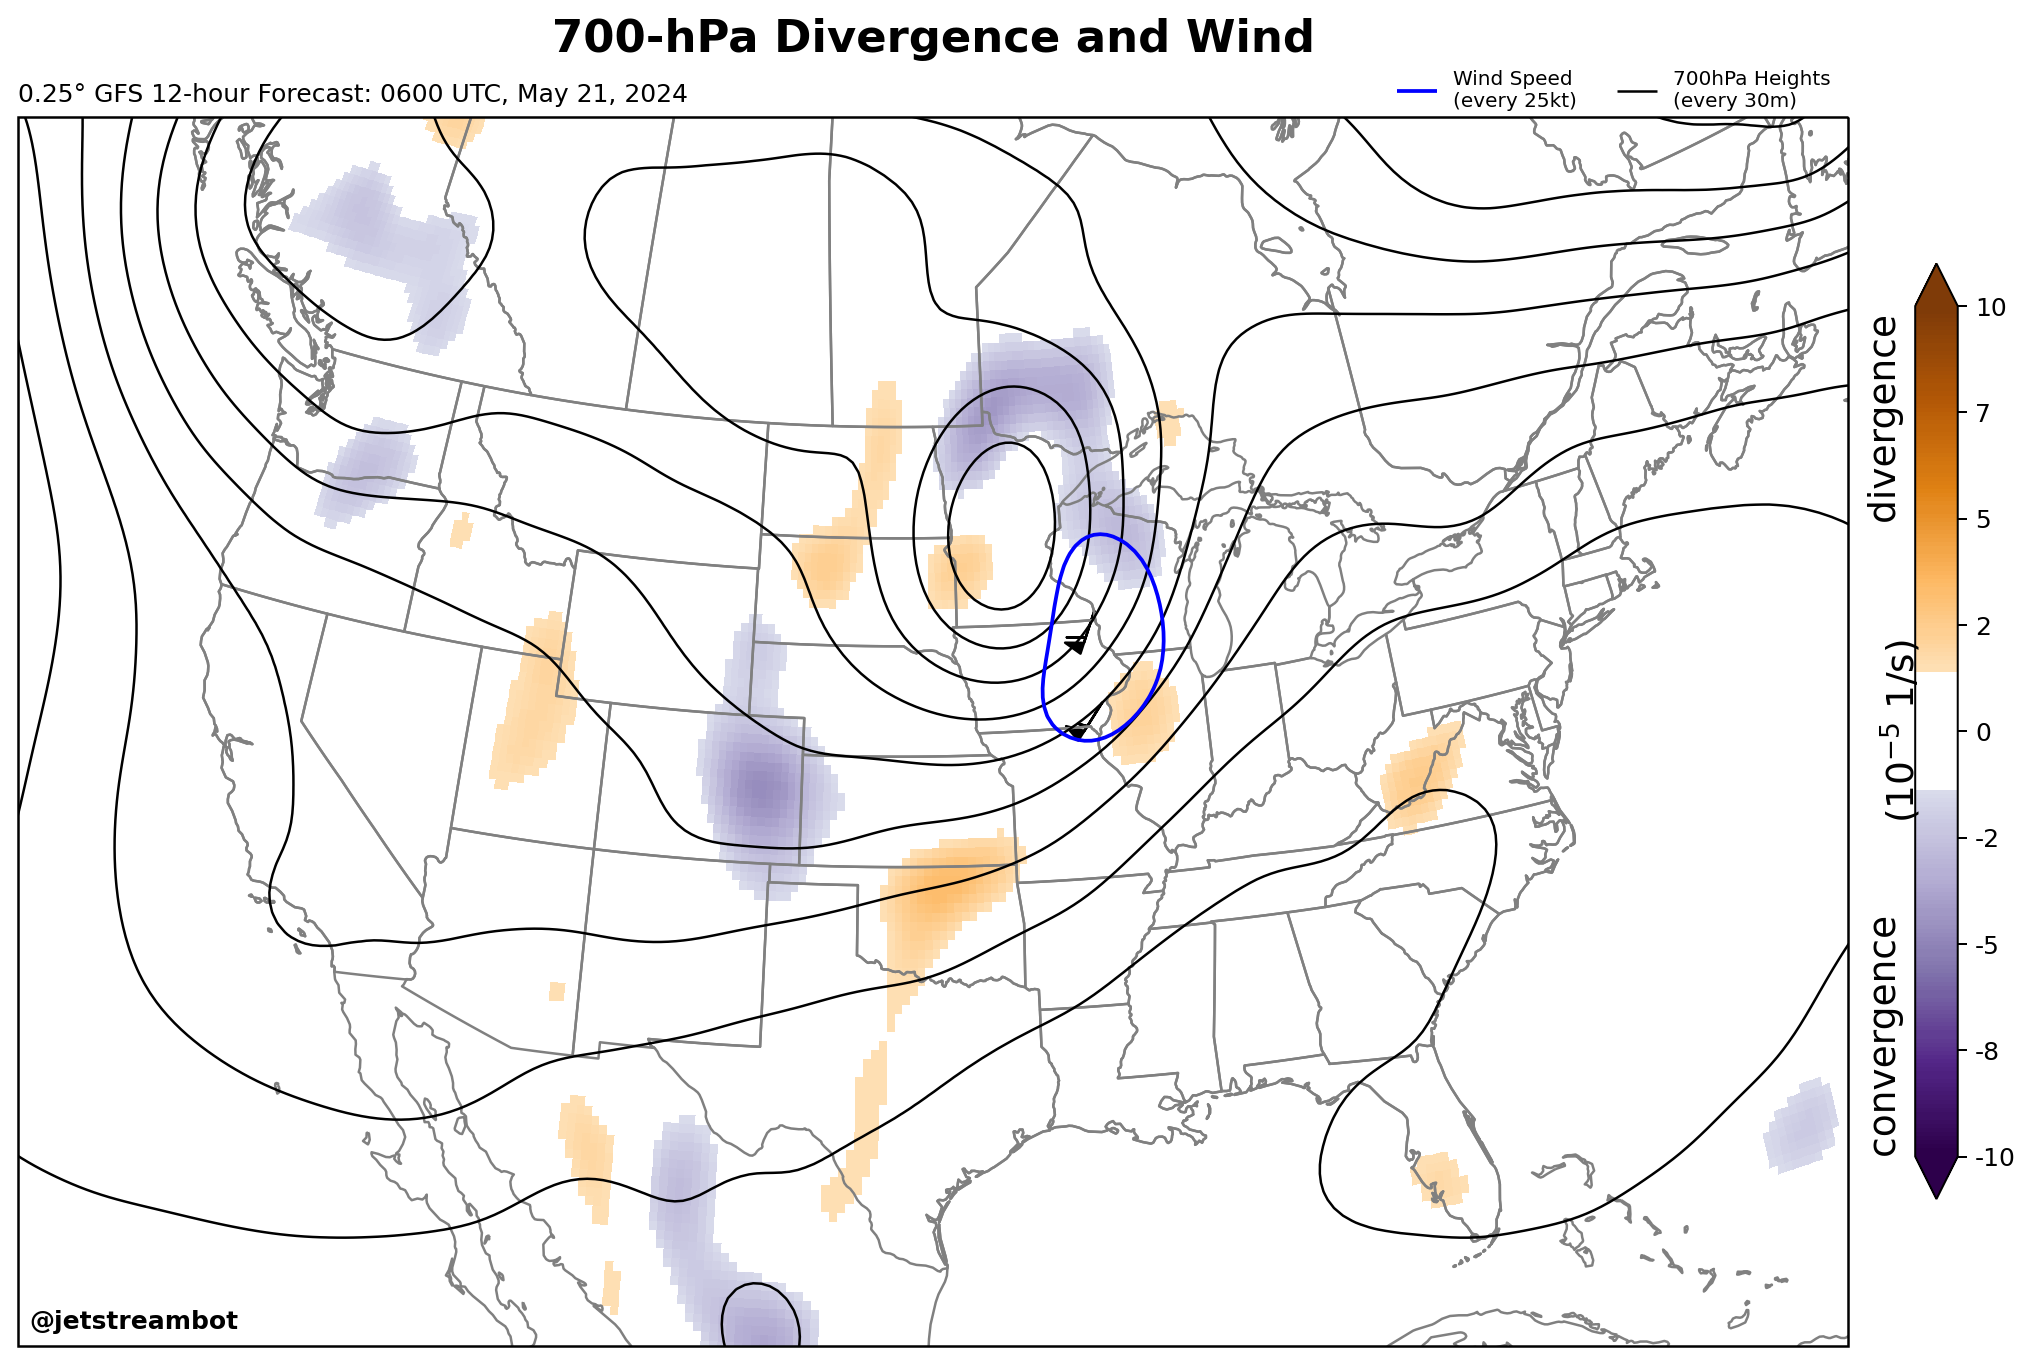 700-hPa Divergence and Wind
0.25° GFS 12-hour Forecast: 0600 UTC, May 21, 2024
Wind Speed
(every 25kt)
700hPa Heights
(every 30m)
10
7
5
2
0
-2
-5
-8
-10
convergence
(10⁻⁵ 1/s)
divergence
@jetstreambot